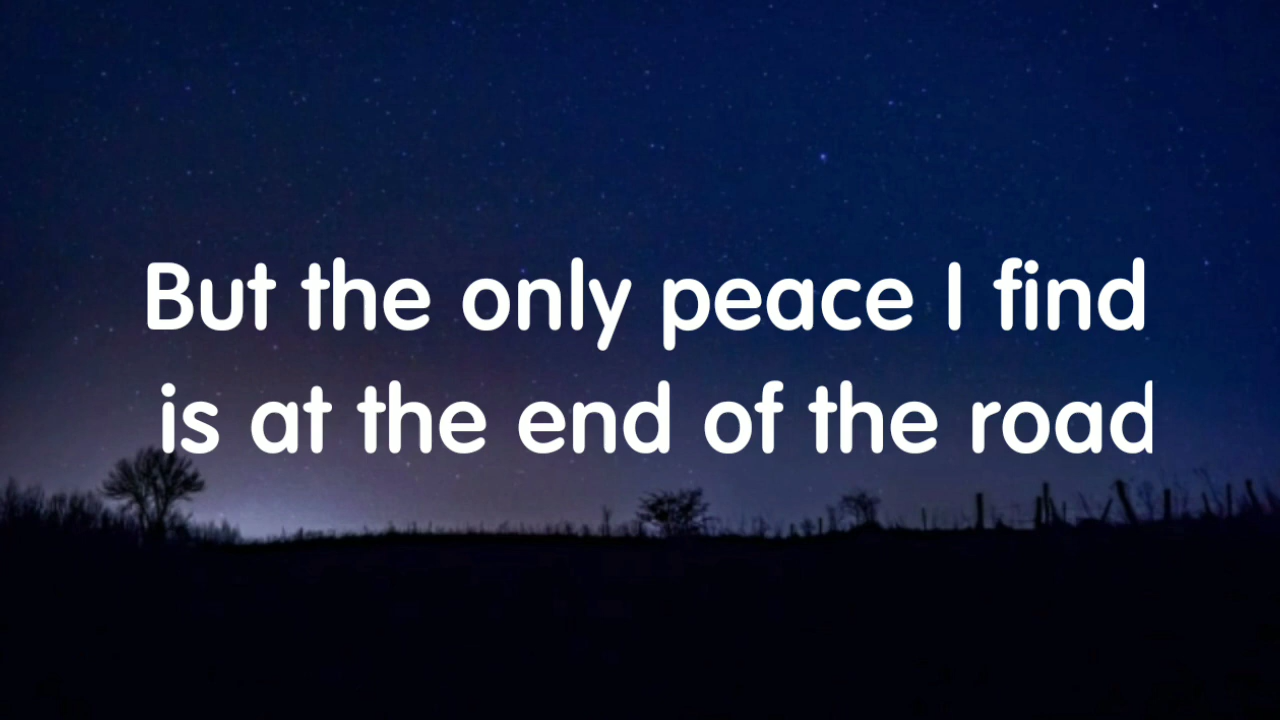 But the only peace I find
is at the end of the road